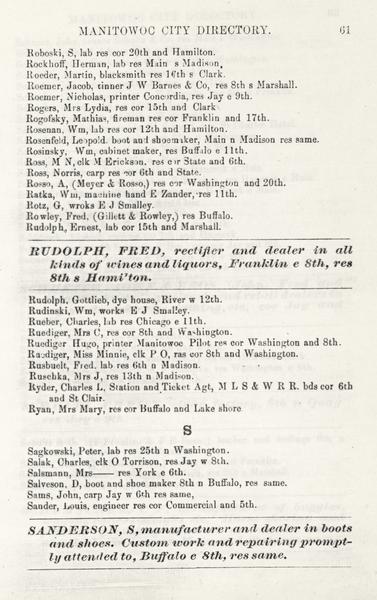 MANITOWOC CITY DIRECTORY. 61
Roboski, S, lab res cor 20th and Hamilton.
Rockhoff, Herman, lab res Main s Madison.
Roeder, Martin, blacksmith res 16th s Clark.
Roemer, Jacob, tinner J W Barnes & Co, res 8th s Marshall.
Roemer, Nicholas, printer Concordia, res Jay e 9th.
Rogers, Mrs Lydia, res cor 15th and Clark
Rogofsky, Mathias, fireman res cor Franklin and 17th.
Rosenan, Wm, lab res cor 12th and Hamilton.
Rosenfeld, Leopold. boot and shoemaker, Main n Madison res same.
Rosinsky, Wm, cabinet maker, res Buffalo e 11th.
Ross, M N, clk M Erickson. res cor State and 6th.
Ross, Norris, carp res cor 6th and State.
Rosso, A, (Meyer & Rosso,) res cor Washington and 20th.
Ratka, Wm, machine hand E Zander, res 11th.
Rotz, G, wroks E J Smalley.
Rowley, Fred, (Gillett & Rowley,) res Buffalo.
Rudolph, Ernest, lab cor 15th and Marshall.
RUDOLPH, FRED, rectifier and dealer in all
kinds of wines and liquors, Franklin e 8th, res
8th s Hamil'ton.
Rudolph, Gottlieb, dye house, River w 12th.
Rudinski, Wm, works E J Smalley.
Rueber, Charles, lab res Chicago e 11th.
Ruediger, Mrs C, res cor 8th and Washington.
Ruediger Hugo, printer Manitowoc Pilot res cor Washington and 8th.
Ruediger, Miss Minnie, clk P O, ras cor 8th and Washington.
Rusbuelt, Fred. lab res 6th n Madison.
Ruschka, Mrs J, res 13th n Madison.
Ryder, Charles L, Station and Ticket Agt, M L S & W R R. bds cor 6th
and St Clair.
Ryan, Mrs Mary, res cor Buffalo and Lake shore
S
Sagkowski, Peter, lab res 25th n Washington.
Salak, Charles, clk O Torrison, res Jay w 8th.
Salsmann, Mrs—— res York e 6th.
Salveson, D, boot and shoe maker 8th n Buffalo, res same.
Sams, John, carp Jay w 6th res same,
Sander, Louis, engineer res cor Commercial and 5th.
SANDERSON, S, manufacturer and dealer in boots
and shoes. Custom work and repairing prompt-
ly attended to, Buffalo e 8th, res same.